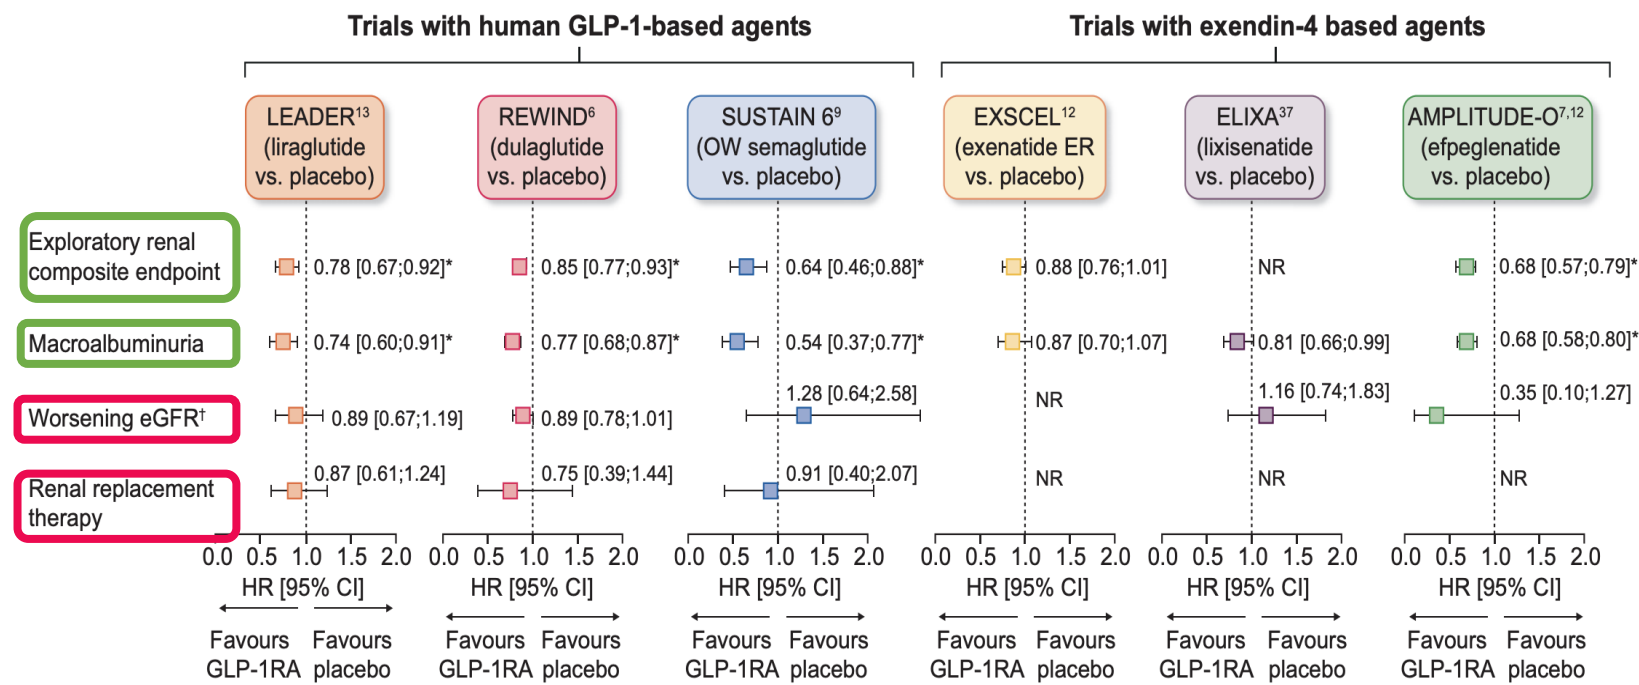 Trials with human GLP-1-based agents
Trials with exendin-4 based agents
LEADER13
(liraglutide
vs. placebo)
REWIND6
(dulaglutide
vs. placebo)
SUSTAIN 69
(OW semaglutide
vs. placebo)
EXSCEL12
(exenatide ER
vs. placebo)
ELIXA37
(lixisenatide
vs. placebo)
AMPLITUDE-O7,12
(efpeglenatide
vs. placebo)
Exploratory renal
composite endpoint
0.78 [0.67;0.92]*
0.85 [0.77;0.93]*
0.64 [0.46;0.88]*
0.88 [0.76;1.01]
NR
0.68 [0.57;0.79]*
Macroalbuminuria
0.74 [0.60;0.91]*
0.77 [0.68;0.87]*
0.54 [0.37;0.77]*
0.87 [0.70;1.07]
0.81 [0.66;0.99]
0.68 [0.58;0.80]*
Worsening eGFR†
0.89 [0.67;1.19]
0.89 [0.78;1.01]
1.28 [0.64;2.58]
NR
1.16 [0.74;1.83]
0.35 [0.10;1.27]
Renal replacement
therapy
0.87 [0.61;1.24]
0.75 [0.39;1.44]
0.91 [0.40;2.07]
NR
NR
NR
0.0 0.5 1.0 1.5 2.0
0.0 0.5 1.0 1.5 2.0
0.0 0.5 1.0 1.5 2.0
0.0 0.5 1.0 1.5 2.0
0.0 0.5 1.0 1.5 2.0
0.0 0.5 1.0 1.5 2.0
HR [95% CI]
HR [95% CI]
HR [95% CI]
HR [95% CI]
HR [95% CI]
HR [95% CI]
Favours
GLP-1RA
Favours
placebo
Favours
GLP-1RA
Favours
placebo
Favours
GLP-1RA
Favours
placebo
Favours
GLP-1RA
Favours
placebo
Favours
GLP-1RA
Favours
placebo
Favours
GLP-1RA
Favours
placebo